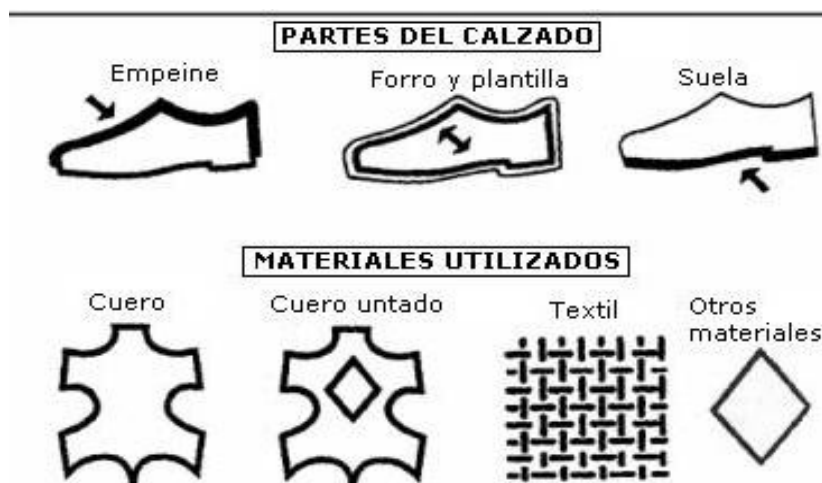 PARTES DEL CALZADO
Empeine
Forro y plantilla
Suela
MATERIALES UTILIZADOS
Cuero
Cuero untado
Textil
Otros
materiales